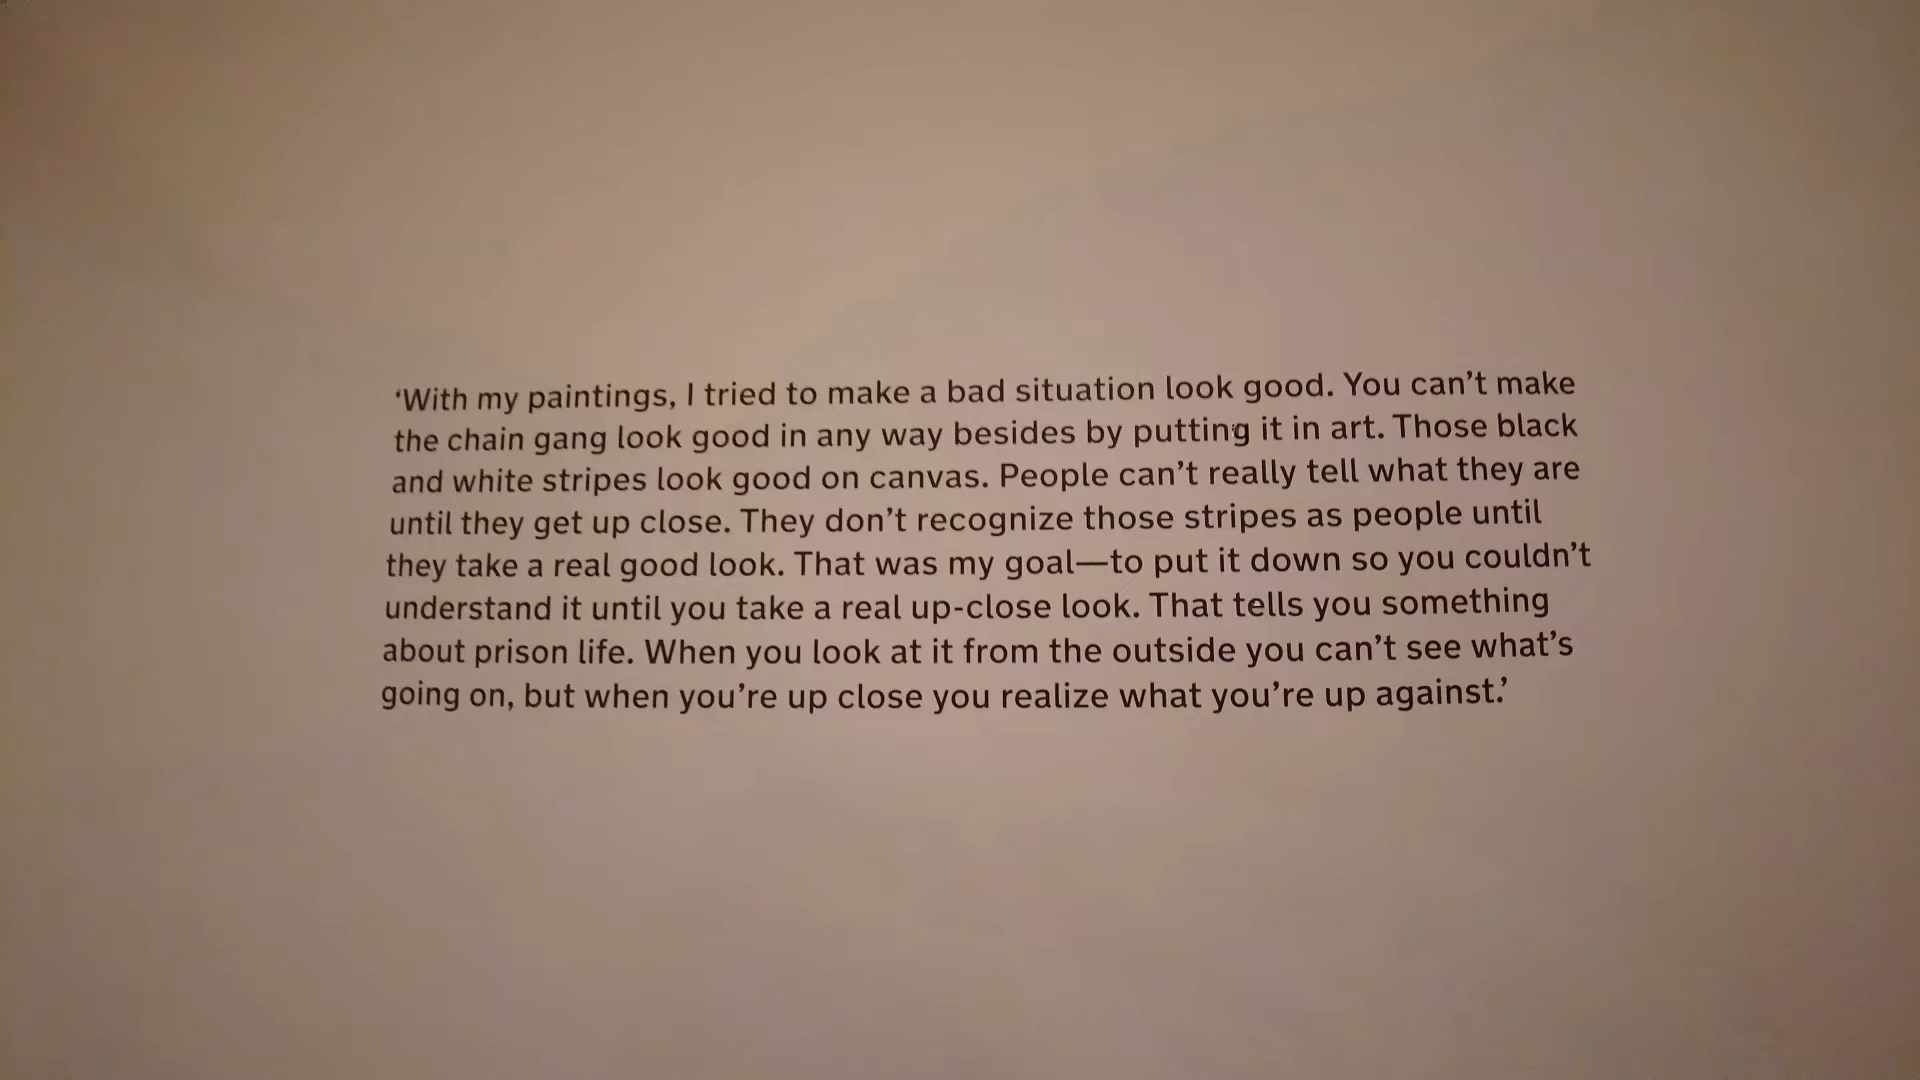 ‘With my paintings, I tried to make a bad situation look good. You can’t make
the chain gang look good in any way besides by putting it in art. Those black
and white stripes look good on canvas. People can’t really tell what they are
until they get up close. They don’t recognize those stripes as people until
they take a real good look. That was my goal—to put it down so you couldn’t
understand it until you take a real up-close look. That tells you something
about prison life. When you look at it from the outside you can’t see what’s
going on, but when you’re up close you realize what you’re up against.’